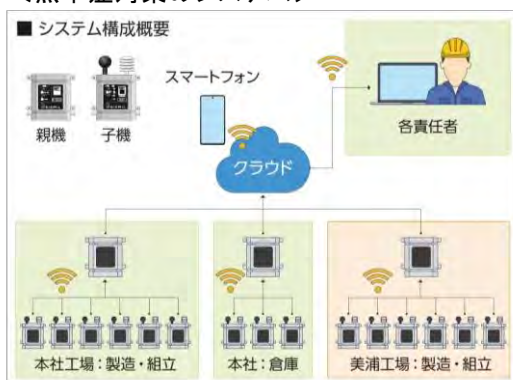 ■ システム構成概要
親機
子機
スマートフォン
各責任者
クラウド
本社工場：製造・組立
本社：倉庫
美浦工場：製造・組立